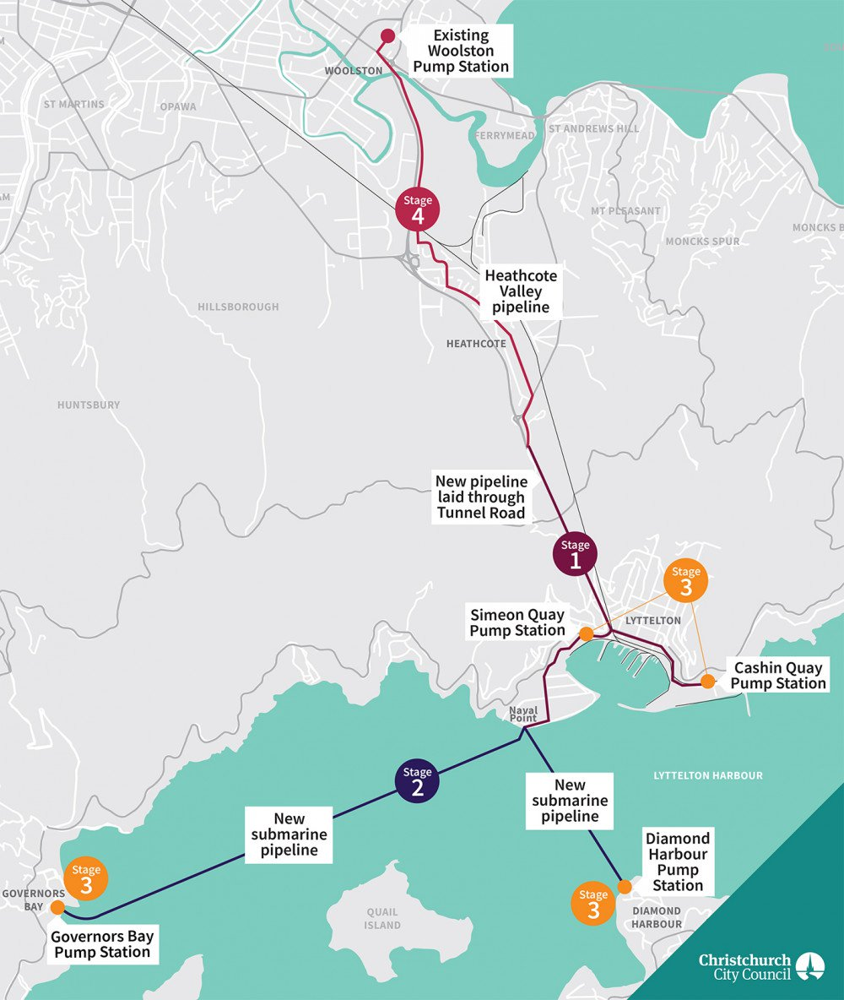 Existing
Woolston
Pump Station
WOOLSTON
ST MARTINS
OPAWA
FERRYMEAD
ST ANDREWS HILL
AM
MT PLEASANT
MONCKS SPUR
MONCKS B
Stage
4
Heathcote
Valley
pipeline
HILLSBOROUGH
HEATHCOTE
HUNTSBURY
New pipeline
laid through
Tunnel Road
Stage
1
Stage
3
Simeon Quay
Pump Station
LYTTELTON
Cashin Quay
Pump Station
Naval
Point
LYTTELTON HARBOUR
Stage
2
New
submarine
pipeline
New
submarine
pipeline
Diamond
Harbour
Pump
Station
Stage
3
GOVERNORS
BAY
Governors Bay
Pump Station
QUAIL
ISLAND
Stage
3
DIAMOND
HARBOUR
Christchurch
City Council